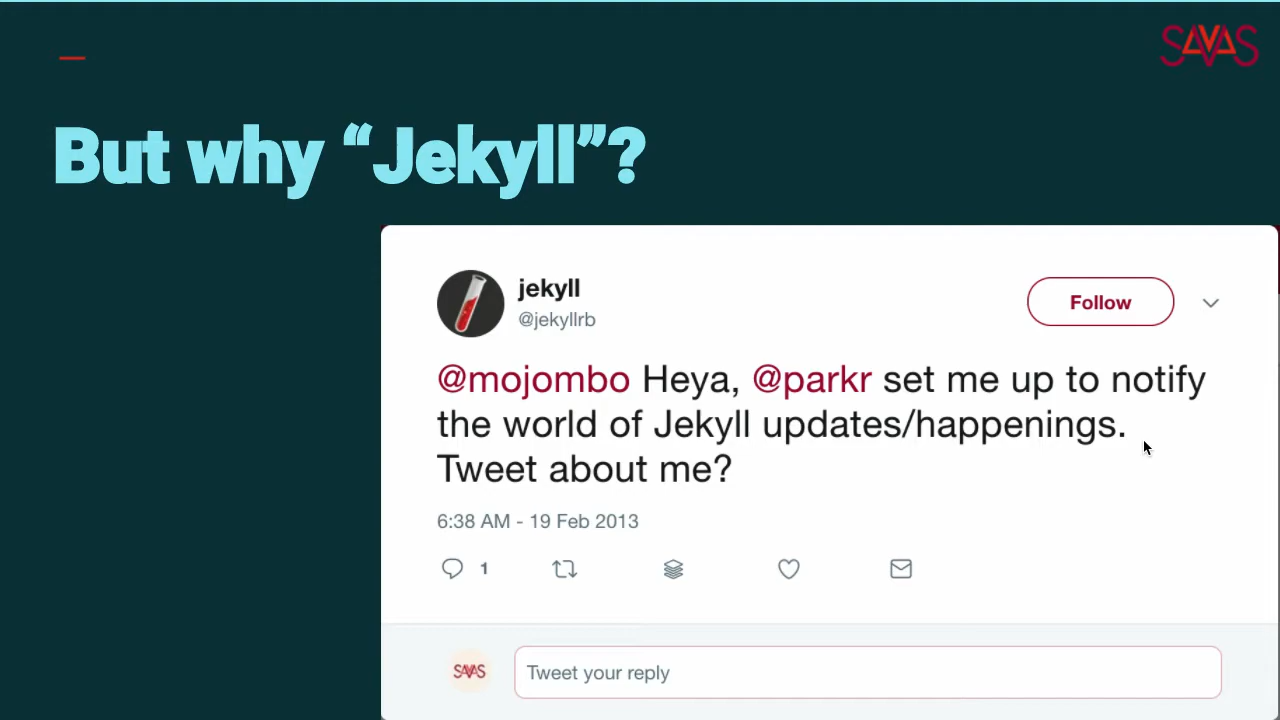 SAVAS
But why “Jekyll”?
jekyll
@jekyllrb
Follow
@mojombo Heya, @parkr set me up to notify
the world of Jekyll updates/happenings.
Tweet about me?
6:38 AM - 19 Feb 2013
1
SAVAS
Tweet your reply